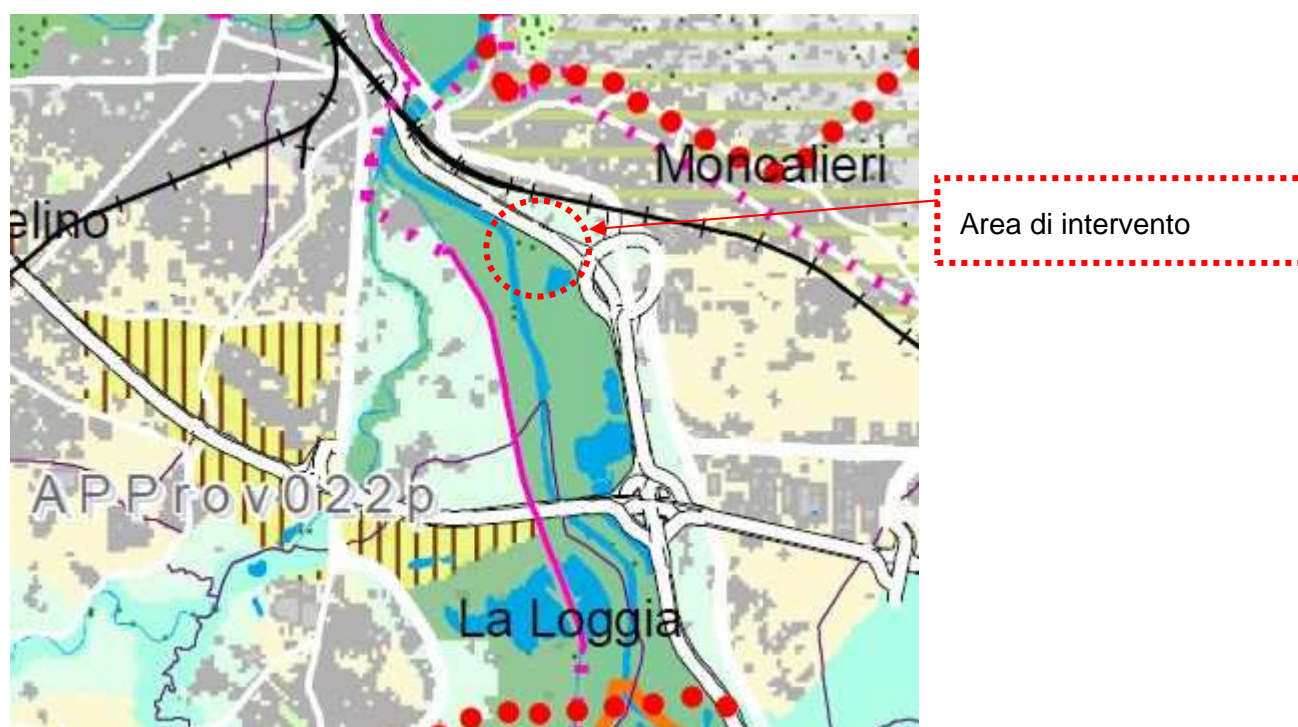 Moncalieri
elino
Area di intervento
APProv022p
La Loggia